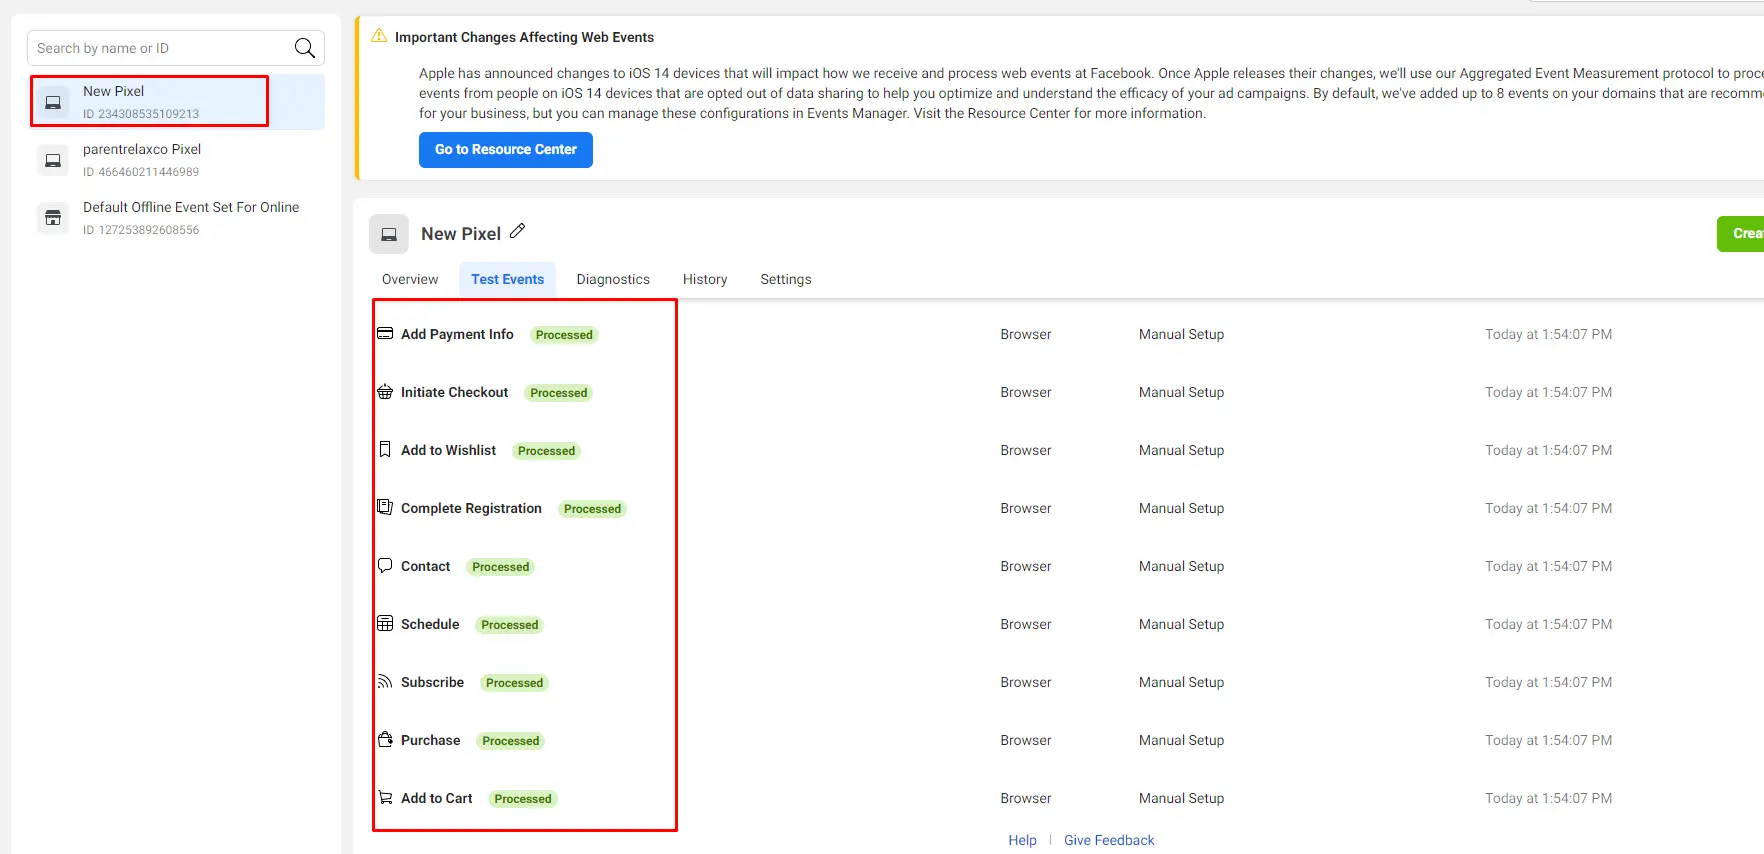 Search by name or ID
New Pixel
ID 234308535109213
parentrelaxco Pixel
ID 466460211446989
Default Offline Event Set For Online
ID 127253892608556
Important Changes Affecting Web Events
Apple has announced changes to iOS 14 devices that will impact how we receive and process web events at Facebook. Once Apple releases their changes, we'll use our Aggregated Event Measurement protocol to
events from people on iOS 14 devices that are opted out of data sharing to help you optimize and understand the efficacy of your ad campaigns. By default, we've added up to 8 events on your domains that are
for your business, but you can manage these configurations in Events Manager. Visit the Resource Center for more information.
Go to Resource Center
New Pixel
Overview Test Events Diagnostics History Settings
Add Payment Info Processed Browser Manual Setup Today at 1:54:07 PM
Initiate Checkout Processed Browser Manual Setup Today at 1:54:07 PM
Add to Wishlist Processed Browser Manual Setup Today at 1:54:07 PM
Complete Registration Processed Browser Manual Setup Today at 1:54:07 PM
Contact Processed Browser Manual Setup Today at 1:54:07 PM
Schedule Processed Browser Manual Setup Today at 1:54:07 PM
Subscribe Processed Browser Manual Setup Today at 1:54:07 PM
Purchase Processed Browser Manual Setup Today at 1:54:07 PM
Add to Cart Processed Browser Manual Setup Today at 1:54:07 PM
Help | Give Feedback